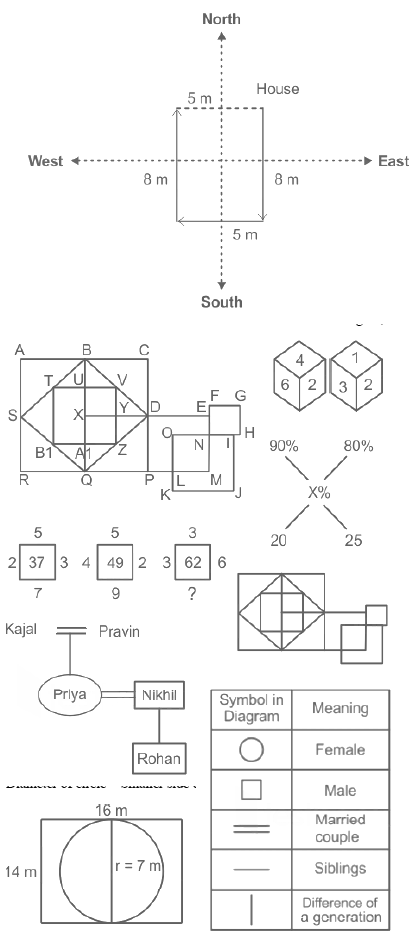 North
House
5 m
West
East
8 m
8 m
5 m
South
A B C
T U V
F G
S X Y D E
O N I H
B1 A1 Z
R Q P L M
K J
4
6 2
1
3 2
90% 80%
X%
20 25
5 5 3
2 37 3 4 49 2 3 62 6
7 9 ?
Kajal Pravin
Priya Nikhil
Rohan
Symbol in Diagram Meaning
Female
Male
Married couple
Siblings
Difference of a generation
16 m
14 m
r = 7 m